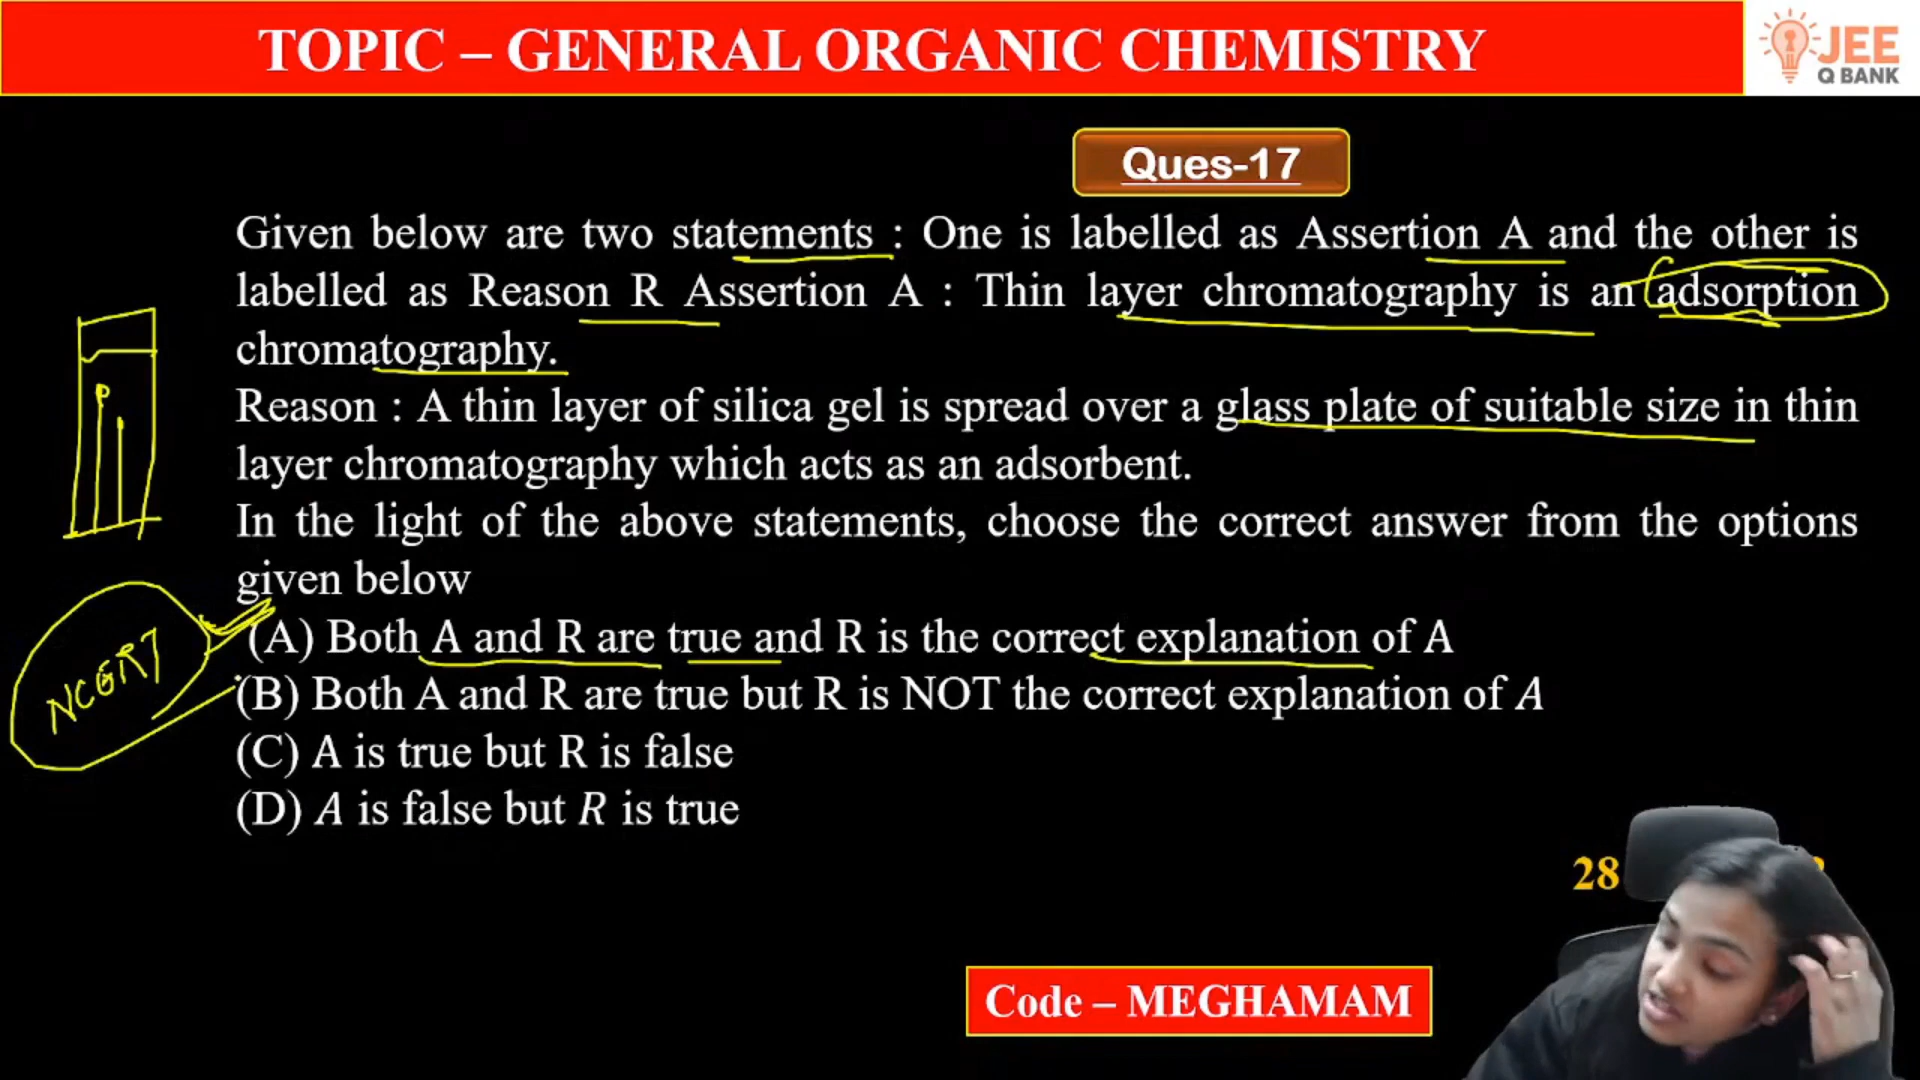 TOPIC – GENERAL ORGANIC CHEMISTRY
JEE
Q BANK
Ques-17
Given below are two statements : One is labelled as Assertion A and the other is
labelled as Reason R Assertion A : Thin layer chromatography is an adsorption
chromatography.
Reason : A thin layer of silica gel is spread over a glass plate of suitable size in thin
layer chromatography which acts as an adsorbent.
In the light of the above statements, choose the correct answer from the options
given below
(A) Both A and R are true and R is the correct explanation of A
(B) Both A and R are true but R is NOT the correct explanation of A
(C) A is true but R is false
(D) A is false but R is true
NCERT
28
Code – MEGHAMAM